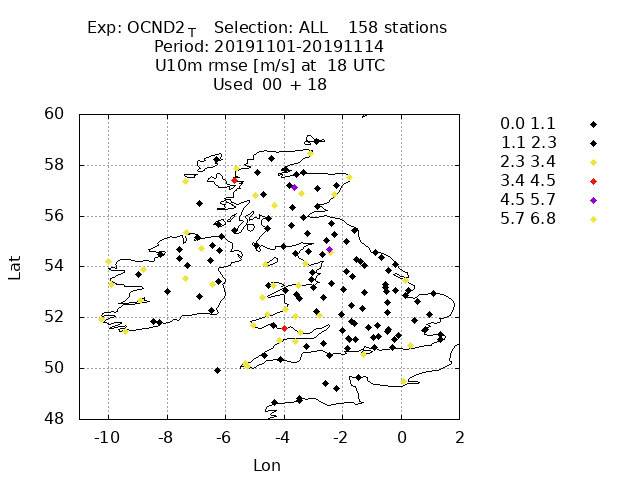 Exp: OCND2 T Selection: ALL 158 stations
Period: 20191101-20191114
U10m rmse [m/s] at 18 UTC
Used 00 + 18
60
58
56
54
52
50
48
Lat
-10 -8 -6 -4 -2 0 2
Lon
0.0 1.1
1.1 2.3
2.3 3.4
3.4 4.5
4.5 5.7
5.7 6.8